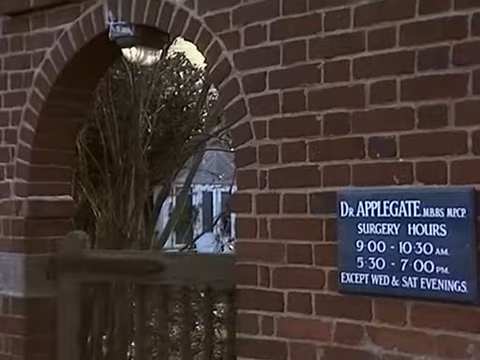 Dr APPLEGATE M.B.B.S M.P.C.P.
SURGERY HOURS
9·00 - 10·30 A.M.
5·30 - 7·00 P.M.
EXCEPT WED & SAT EVENINGS.